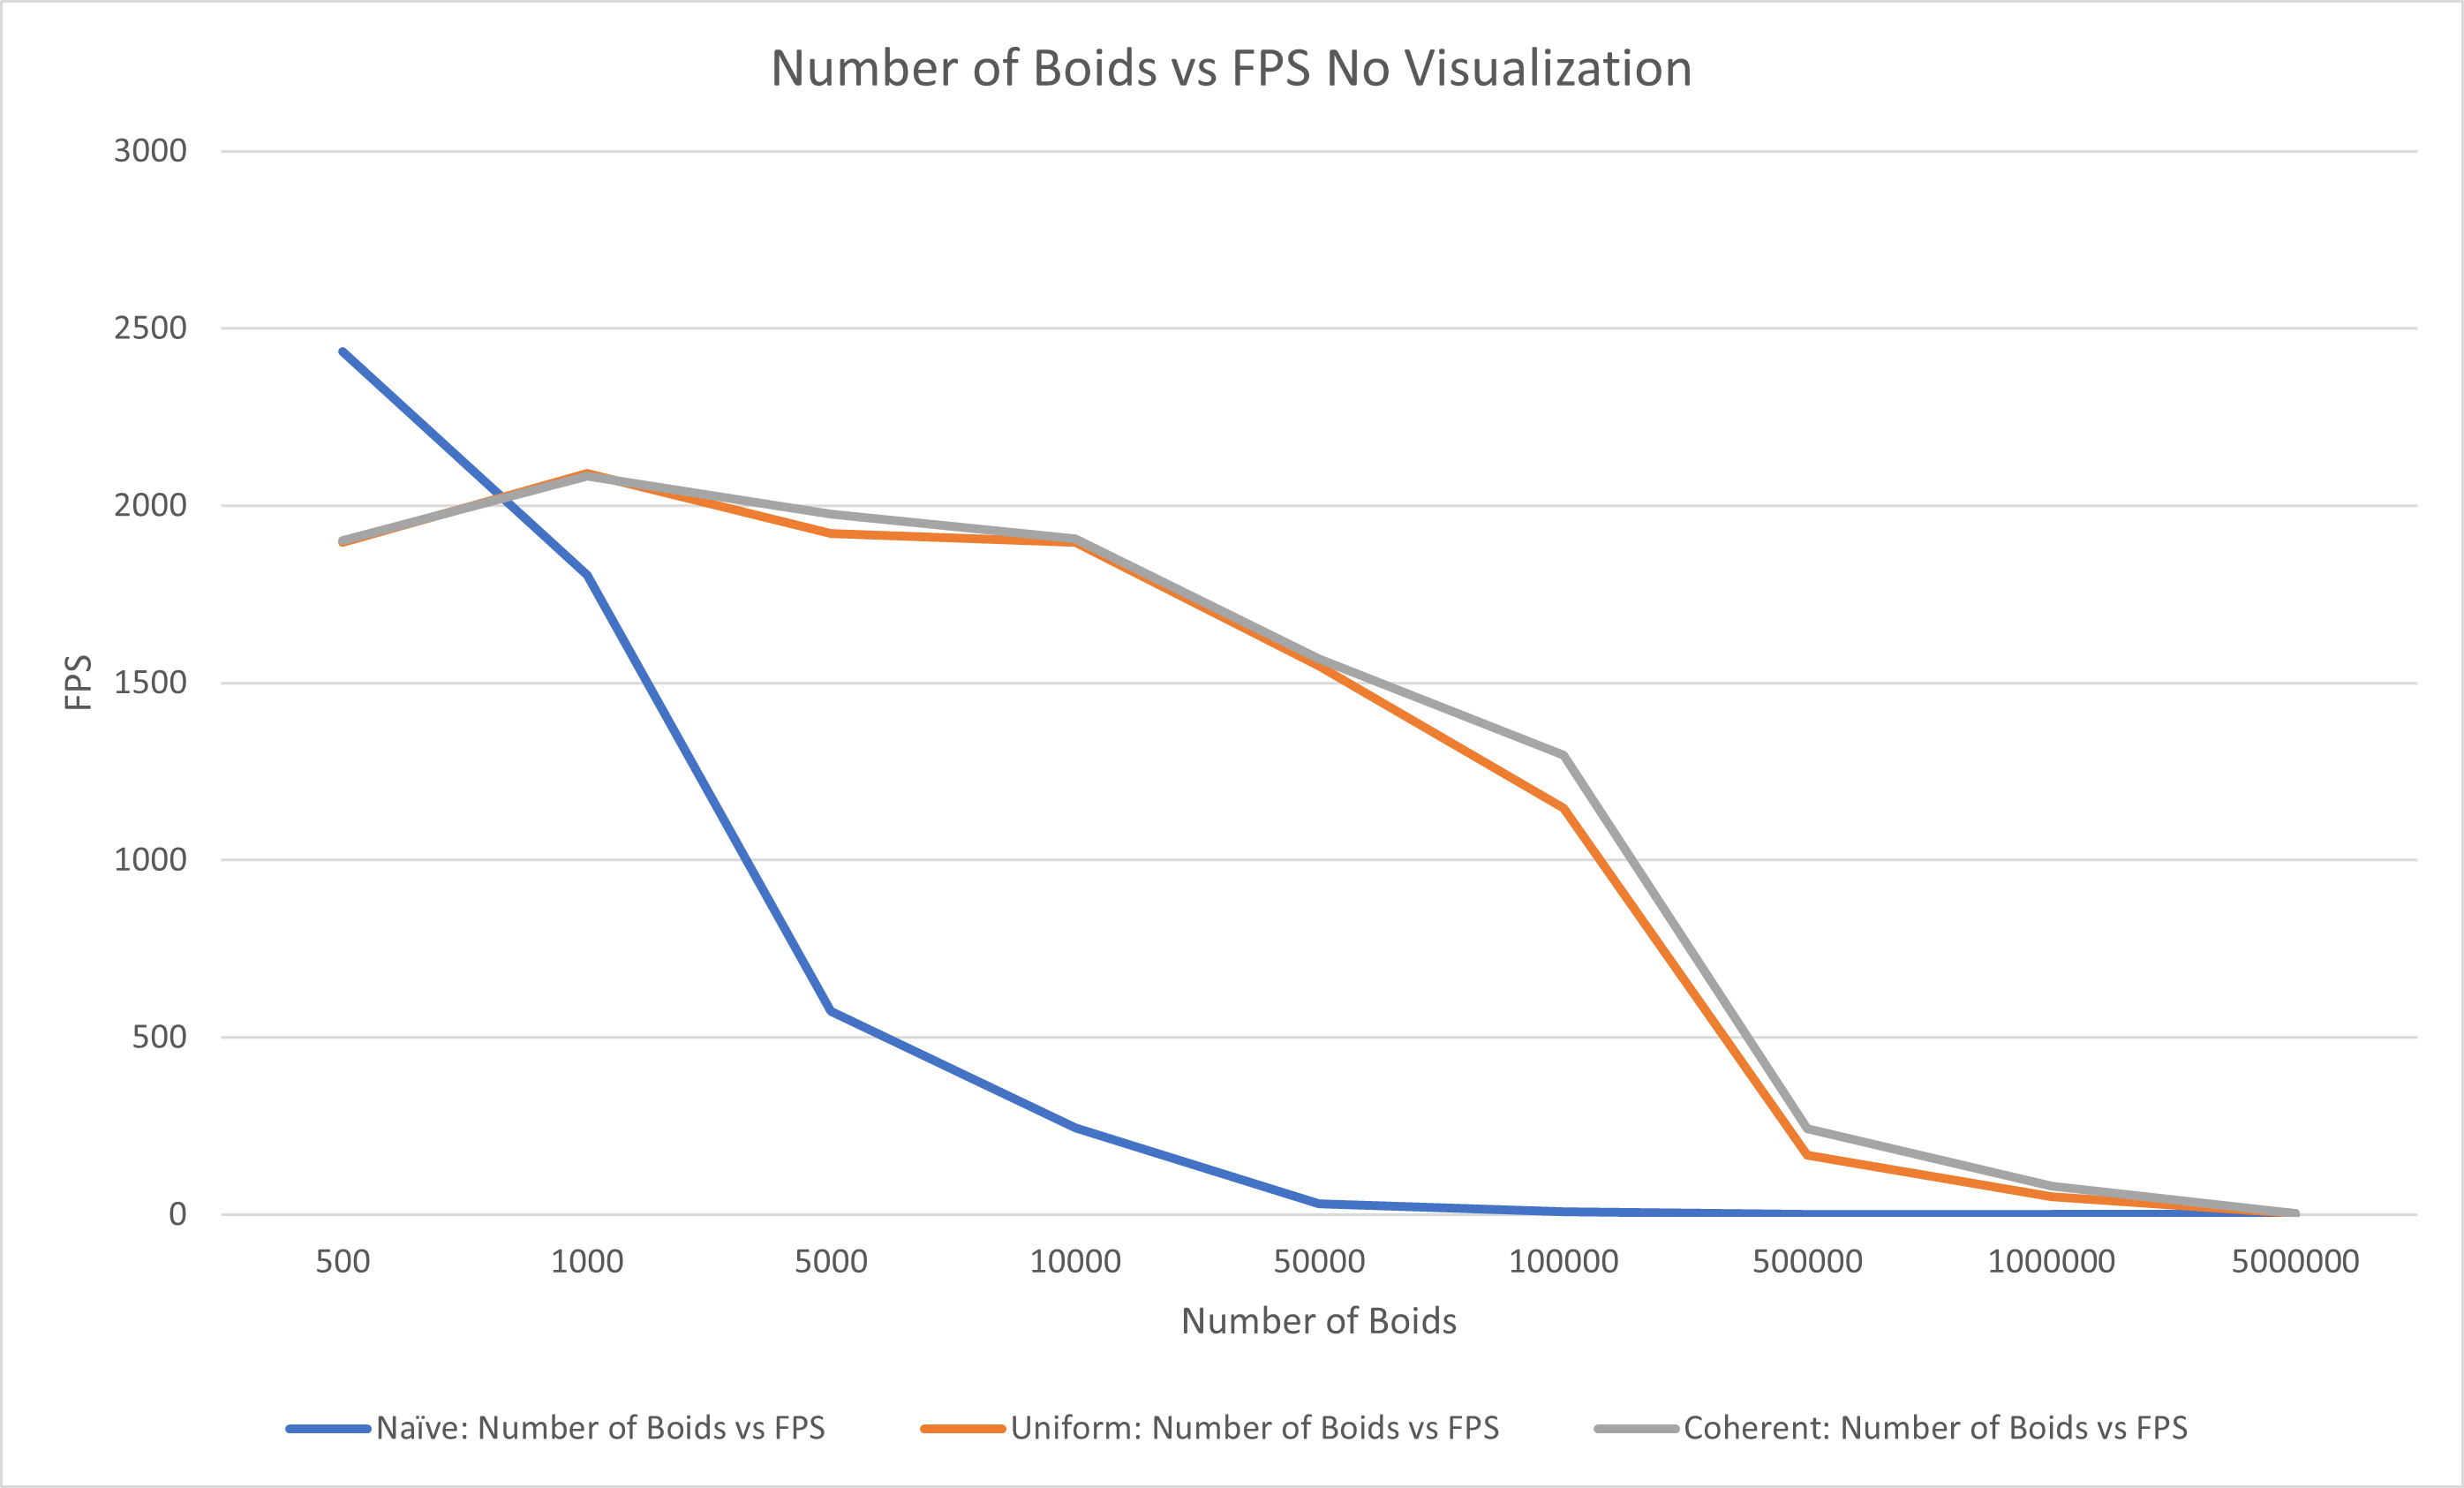 Number of Boids vs FPS No Visualization
3000
2500
2000
1500
1000
500
0
FPS
500 1000 5000 10000 50000 100000 500000 1000000 5000000
Number of Boids
Naïve: Number of Boids vs FPS Uniform: Number of Boids vs FPS Coherent: Number of Boids vs FPS